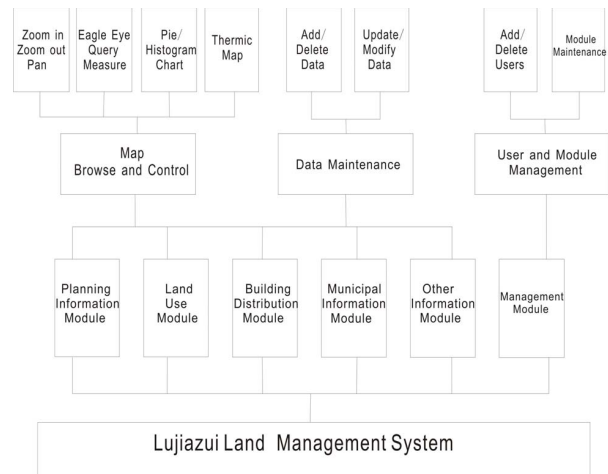 Zoom in
Zoom out
Pan
Eagle Eye
Query
Measure
Pie/
Histogram
Chart
Thermic
Map
Add/
Delete
Data
Update/
Modify
Data
Add/
Delete
Users
Module
Maintenance
Map
Browse and Control
Data Maintenance
User and Module
Management
Planning
Information
Module
Land
Use
Module
Building
Distribution
Module
Municipal
Information
Module
Other
Information
Module
Management
Module
Lujiazui Land Management System